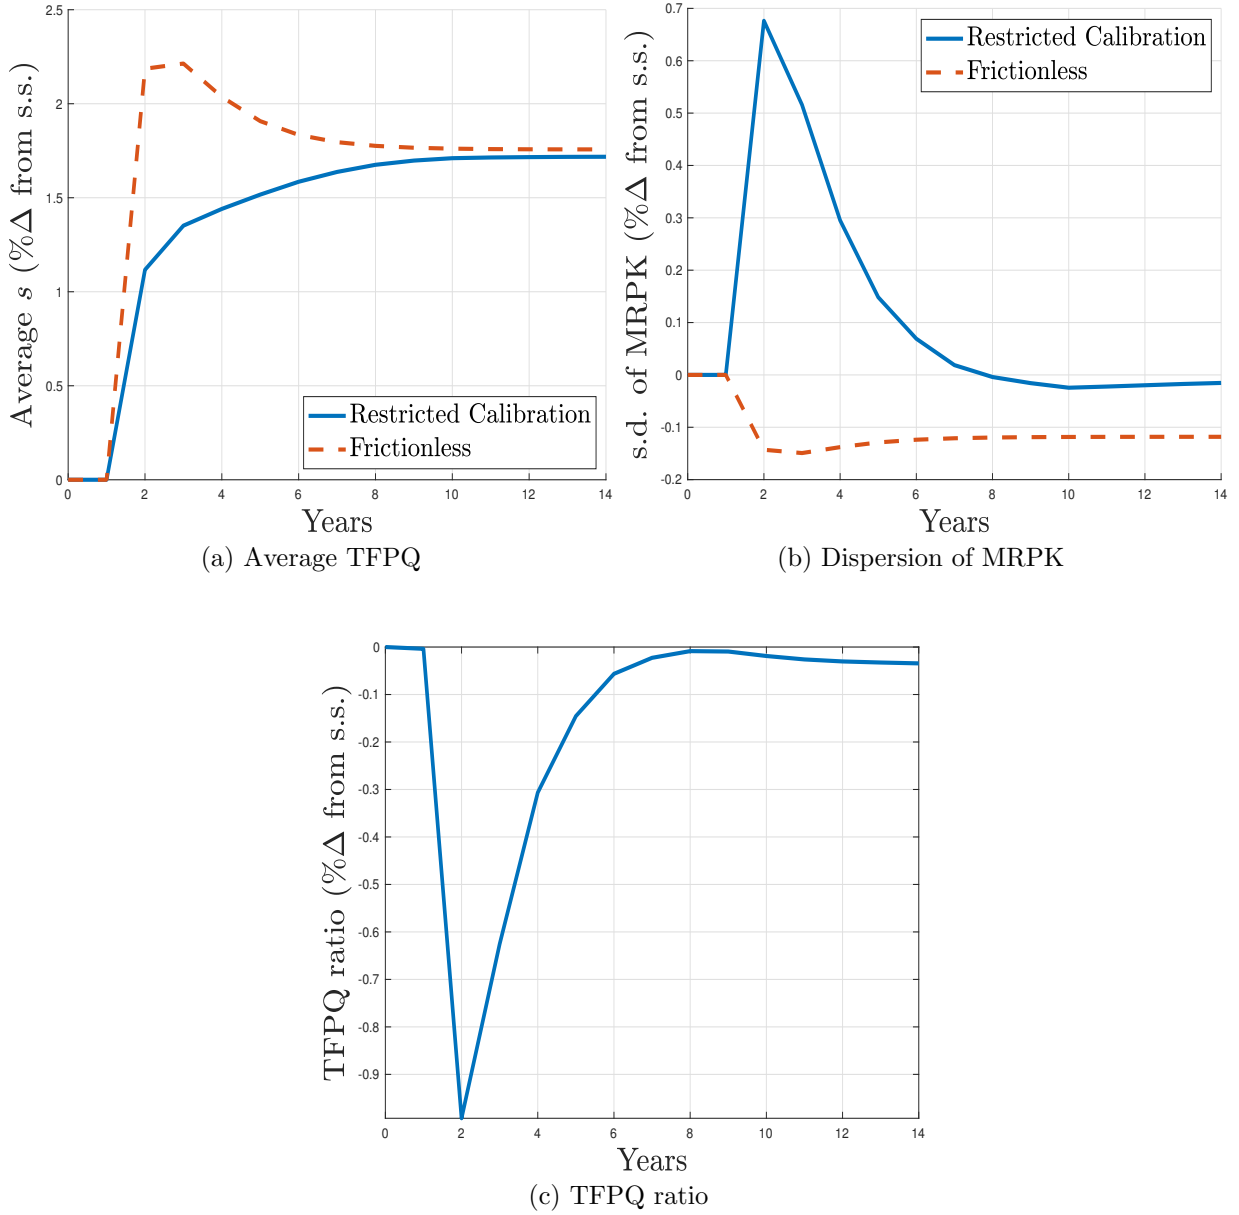 2.5
2
1.5
1
0.5
0
0 2 4 6 8 10 12 14
Average s (%Δ from s.s.)
Restricted Calibration
Frictionless
Years
(a) Average TFPQ
0.7
0.6
0.5
0.4
0.3
0.2
0.1
0
-0.1
-0.2
0 2 4 6 8 10 12 14
s.d. of MRPK (%Δ from s.s.)
Restricted Calibration
Frictionless
Years
(b) Dispersion of MRPK
0
-0.1
-0.2
-0.3
-0.4
-0.5
-0.6
-0.7
-0.8
-0.9
0 2 4 6 8 10 12 14
TFPQ ratio (%Δ from s.s.)
Years
(c) TFPQ ratio